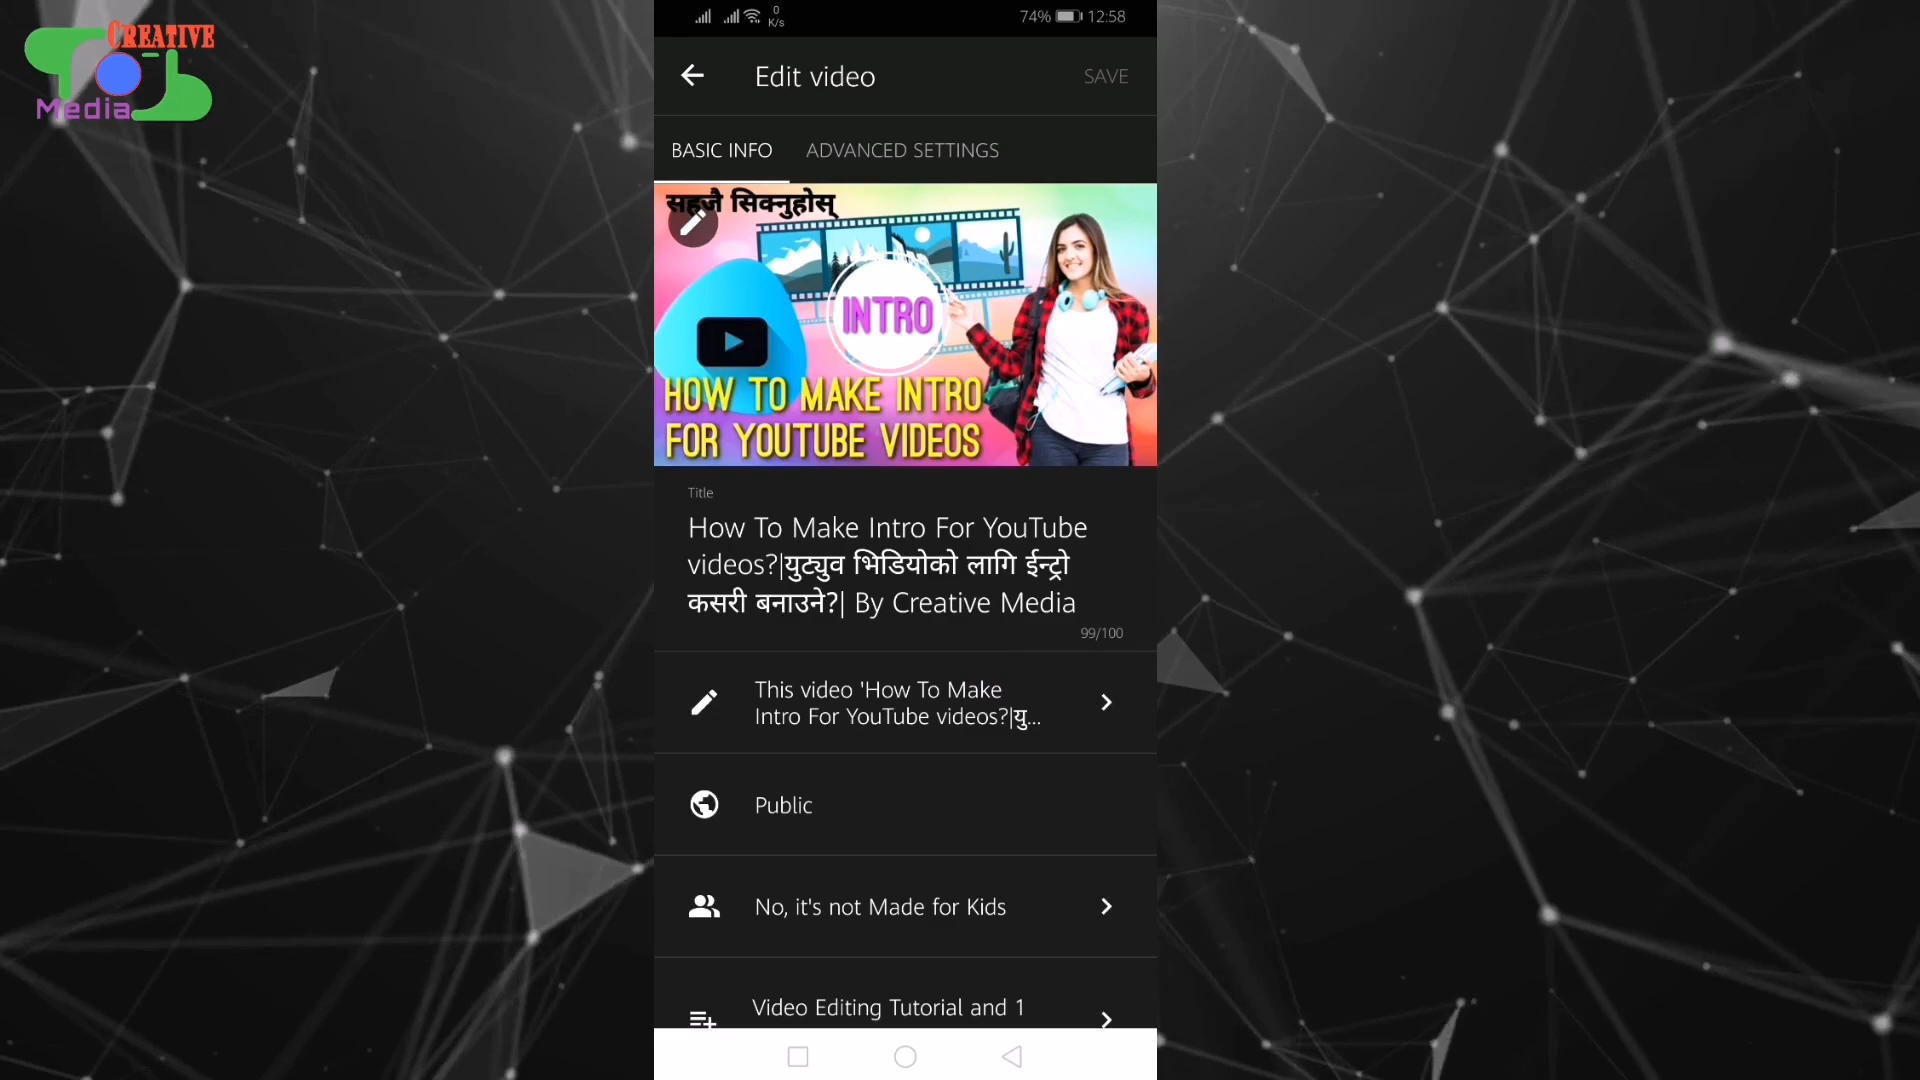 CREATIVE
Media
0
K/s
74%
12:58
Edit video
SAVE
BASIC INFO
ADVANCED SETTINGS
सहजै सिक्नुहोस्
INTRO
HOW TO MAKE INTRO
FOR YOUTUBE VIDEOS
Title
How To Make Intro For YouTube
videos?|युट्युव भिडियोको लागि ईन्ट्रो
कसरी बनाउने?| By Creative Media
99/100
This video 'How To Make
Intro For YouTube videos?|यु...
Public
No, it's not Made for Kids
Video Editing Tutorial and 1